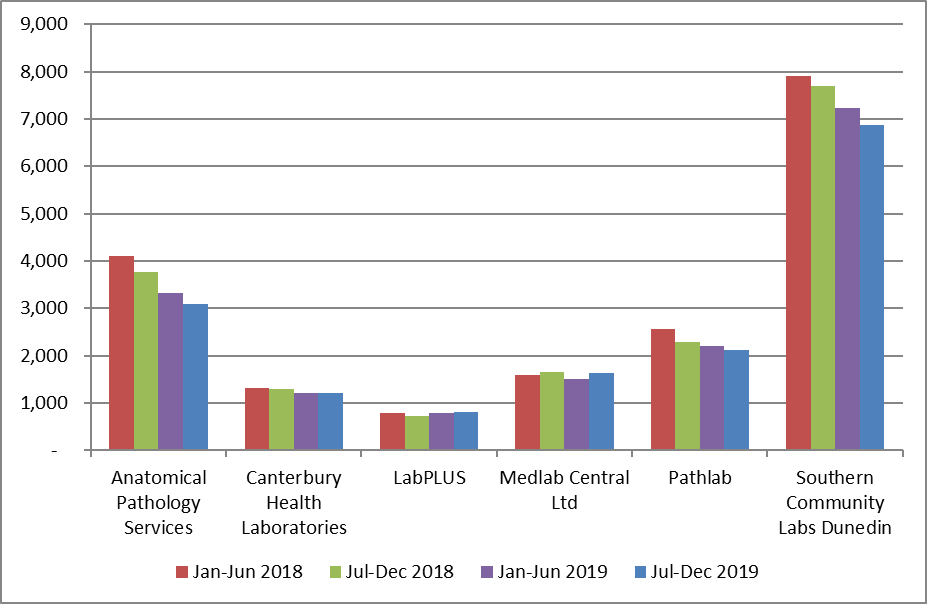 9,000
8,000
7,000
6,000
5,000
4,000
3,000
2,000
1,000
-
Anatomical
Pathology
Services
Canterbury
Health
Laboratories
LabPLUS
Medlab Central
Ltd
Pathlab
Southern
Community
Labs Dunedin
Jan-Jun 2018
Jul-Dec 2018
Jan-Jun 2019
Jul-Dec 2019